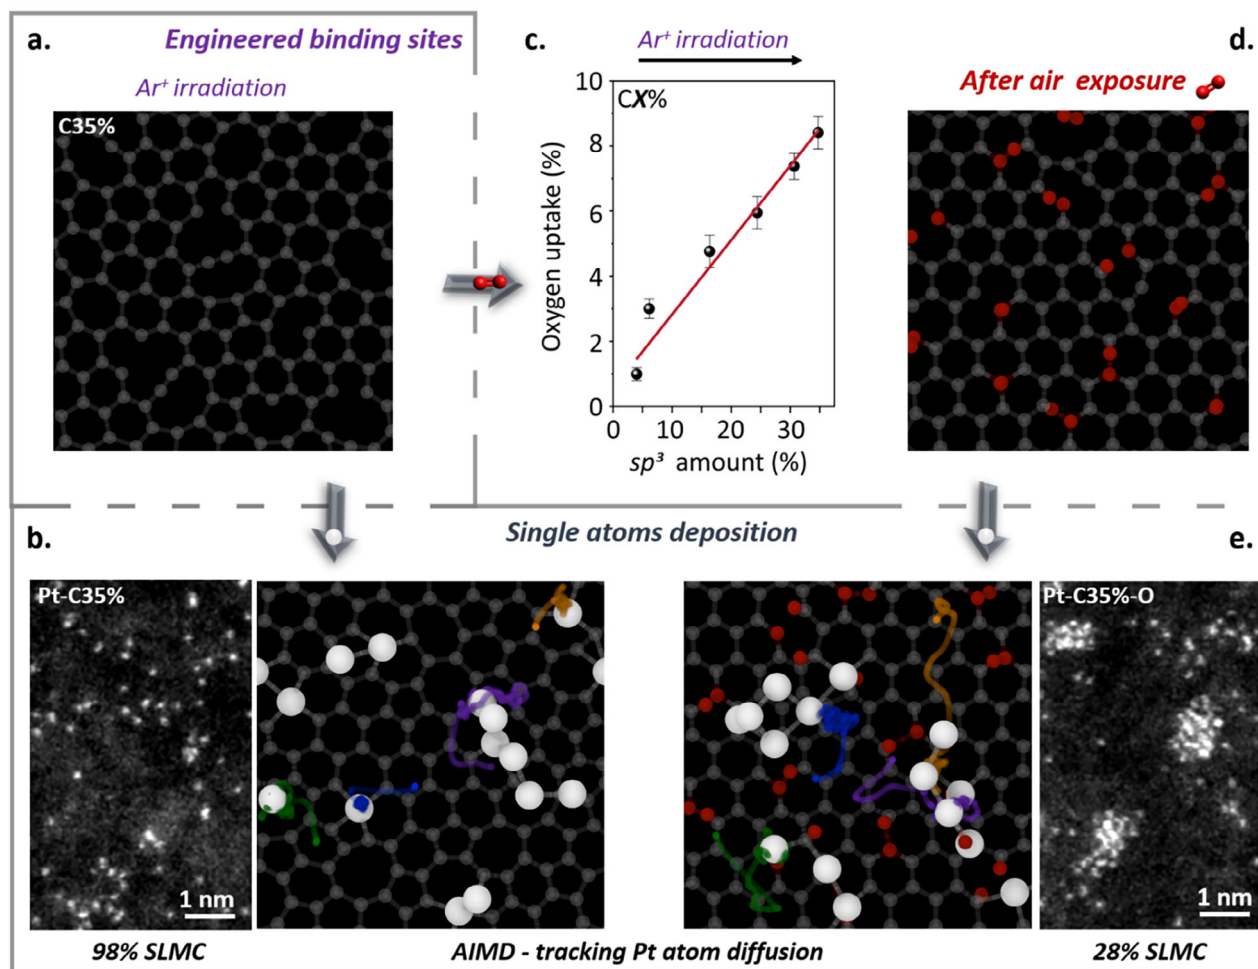 a.
Engineered binding sites
Ar⁺ irradiation
C35%
c.
Ar⁺ irradiation
CX%
Oxygen uptake (%)
10
8
6
4
2
0
0 10 20 30
sp³ amount (%)
d.
After air exposure
Single atoms deposition
b.
Pt-C35%
1 nm
98% SLMC
AIMD - tracking Pt atom diffusion
e.
Pt-C35%-O
1 nm
28% SLMC